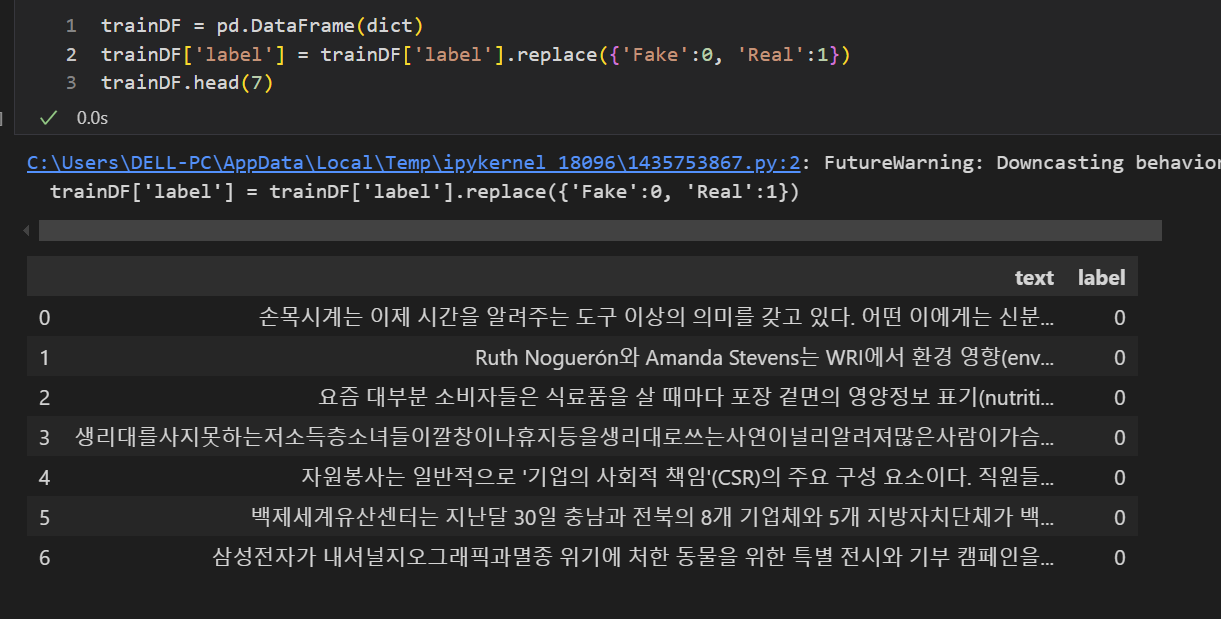 1 trainDF = pd.DataFrame(dict)
2 trainDF['label'] = trainDF['label'].replace({'Fake':0, 'Real':1})
3 trainDF.head(7)
0.0s
C:\Users\DELL-PC\AppData\Local\Temp\ipykernel_18096\1435753867.py:2: FutureWarning: Downcasting behavior
trainDF['label'] = trainDF['label'].replace({'Fake':0, 'Real':1})
text label
0 손목시계는 이제 시간을 알려주는 도구 이상의 의미를 갖고 있다. 어떤 이에게는 신분... 0
1 Ruth Noguerón와 Amanda Stevens는 WRI에서 환경 영향(env... 0
2 요즘 대부분 소비자들은 식료품을 살 때마다 포장 겉면의 영양정보 표기(nutriti... 0
3 생리대를사지못하는저소득층소녀들이깔창이나휴지등을생리대로쓰는사연이널리알려져많은사람이가슴... 0
4 자원봉사는 일반적으로 '기업의 사회적 책임'(CSR)의 주요 구성 요소이다. 직원들... 0
5 백제세계유산센터는 지난달 30일 충남과 전북의 8개 기업체와 5개 지방자치단체가 백... 0
6 삼성전자가 내셔널지오그래픽과멸종 위기에 처한 동물을 위한 특별 전시와 기부 캠페인을... 0